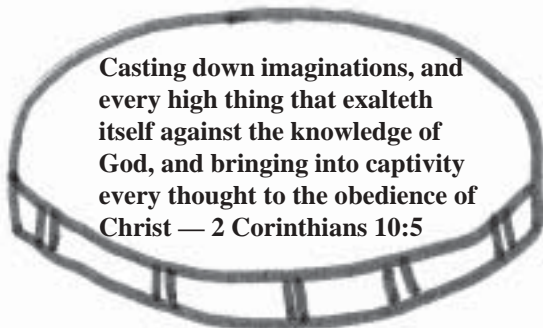 Casting down imaginations, and
every high thing that exalteth
itself against the knowledge of
God, and bringing into captivity
every thought to the obedience of
Christ — 2 Corinthians 10:5